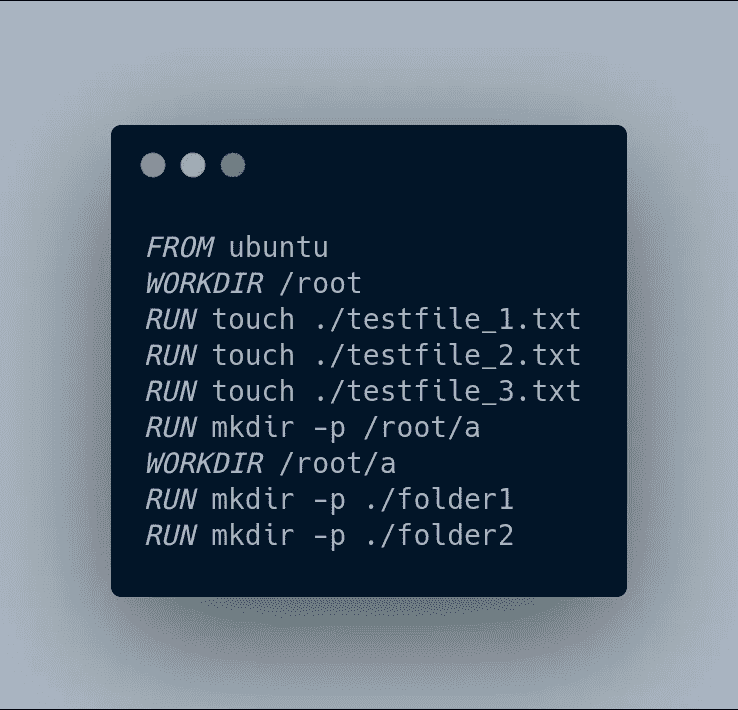 FROM ubuntu
WORKDIR /root
RUN touch ./testfile_1.txt
RUN touch ./testfile_2.txt
RUN touch ./testfile_3.txt
RUN mkdir -p /root/a
WORKDIR /root/a
RUN mkdir -p ./folder1
RUN mkdir -p ./folder2